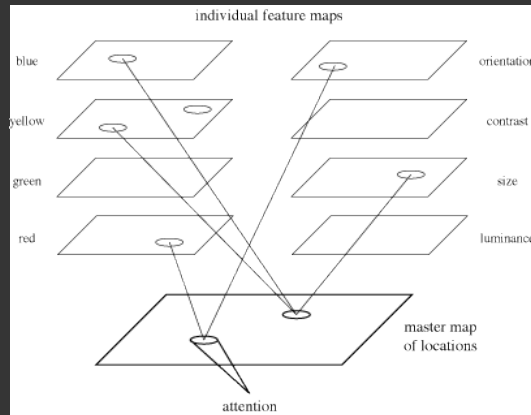 individual feature maps
blue
orientation
yellow
contrast
green
size
red
luminance
master map
of locations
attention